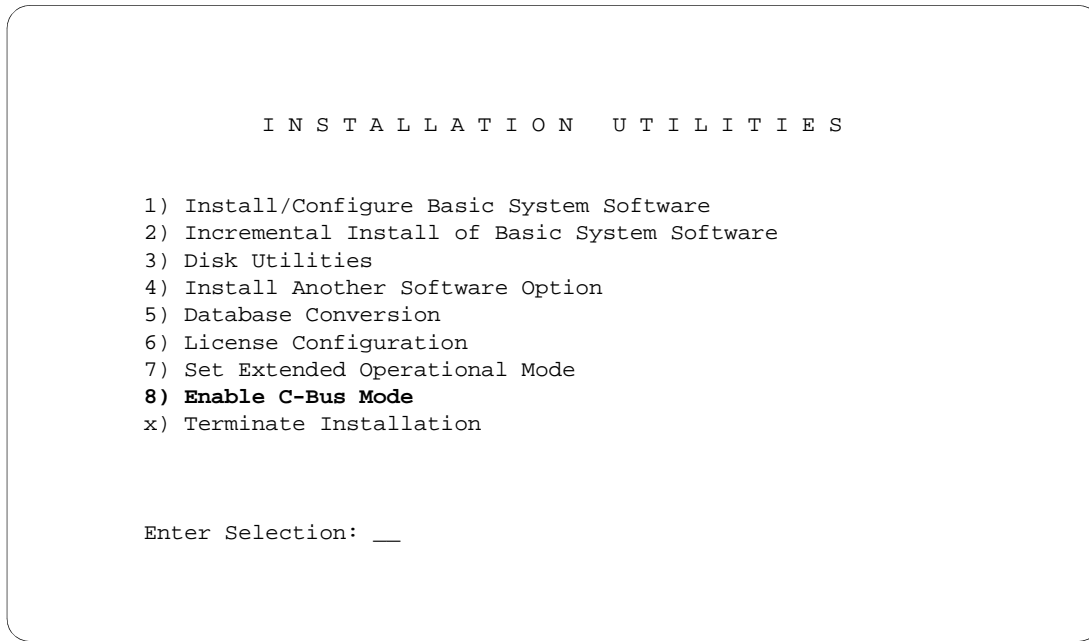 I N S T A L L A T I O N   U T I L I T I E S
1) Install/Configure Basic System Software
2) Incremental Install of Basic System Software
3) Disk Utilities
4) Install Another Software Option
5) Database Conversion
6) License Configuration
7) Set Extended Operational Mode
8) Enable C-Bus Mode
x) Terminate Installation
Enter Selection: __